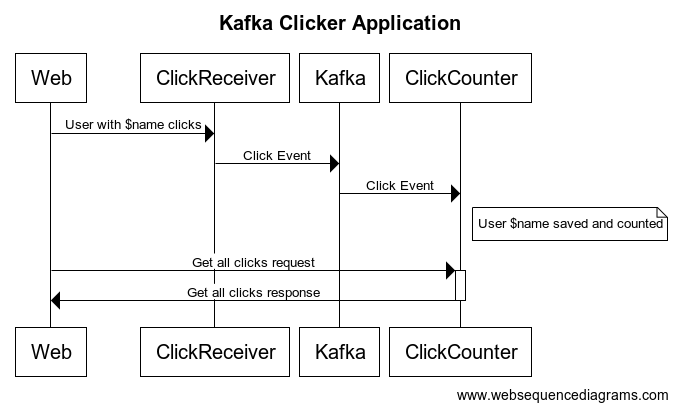 Kafka Clicker Application
Web ClickReceiver Kafka ClickCounter
User with $name clicks
Click Event
Click Event
User $name saved and counted
Get all clicks request
Get all clicks response
Web ClickReceiver Kafka ClickCounter
www.websequencediagrams.com